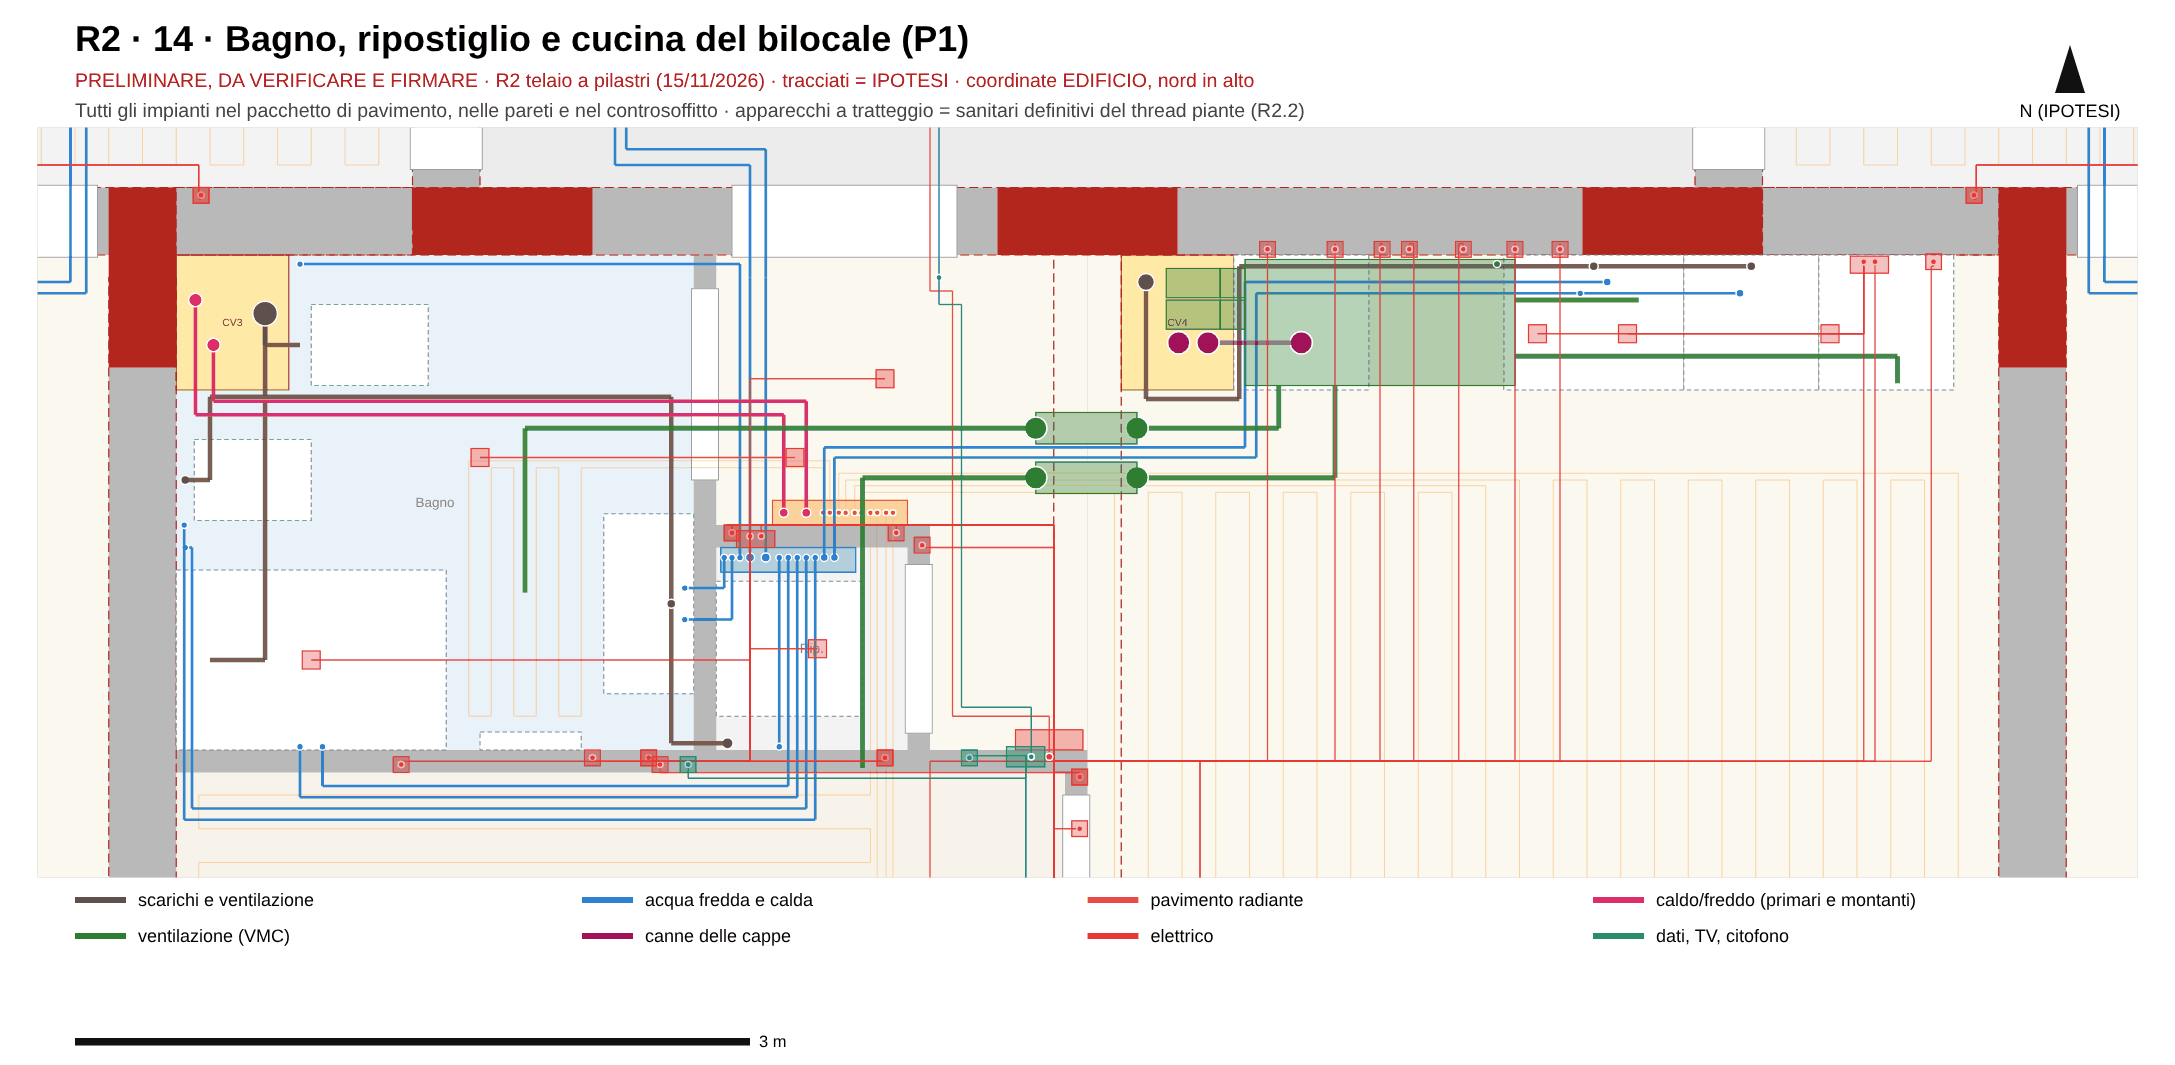 R2 · 14 · Bagno, ripostiglio e cucina del bilocale (P1)
PRELIMINARE, DA VERIFICARE E FIRMARE · R2 telaio a pilastri (15/11/2026) · tracciati = IPOTESI · coordinate EDIFICIO, nord in alto
Tutti gli impianti nel pacchetto di pavimento, nelle pareti e nel controsoffitto · apparecchi a tratteggio = sanitari definitivi del thread piante (R2.2)
N (IPOTESI)
CV3
CV4
Bagno
scarichi e ventilazione
acqua fredda e calda
pavimento radiante
caldo/freddo (primari e montanti)
ventilazione (VMC)
canne delle cappe
elettrico
dati, TV, citofono
3 m